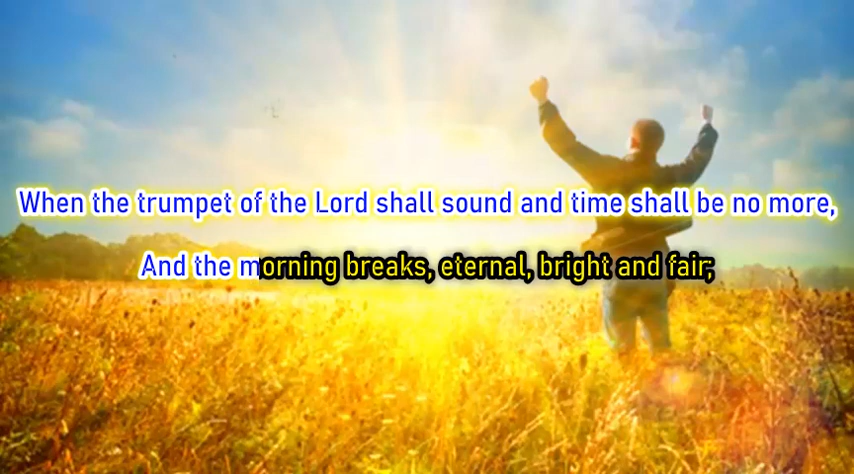 When the trumpet of the Lord shall sound and time shall be no more,
And the morning breaks, eternal, bright and fair;